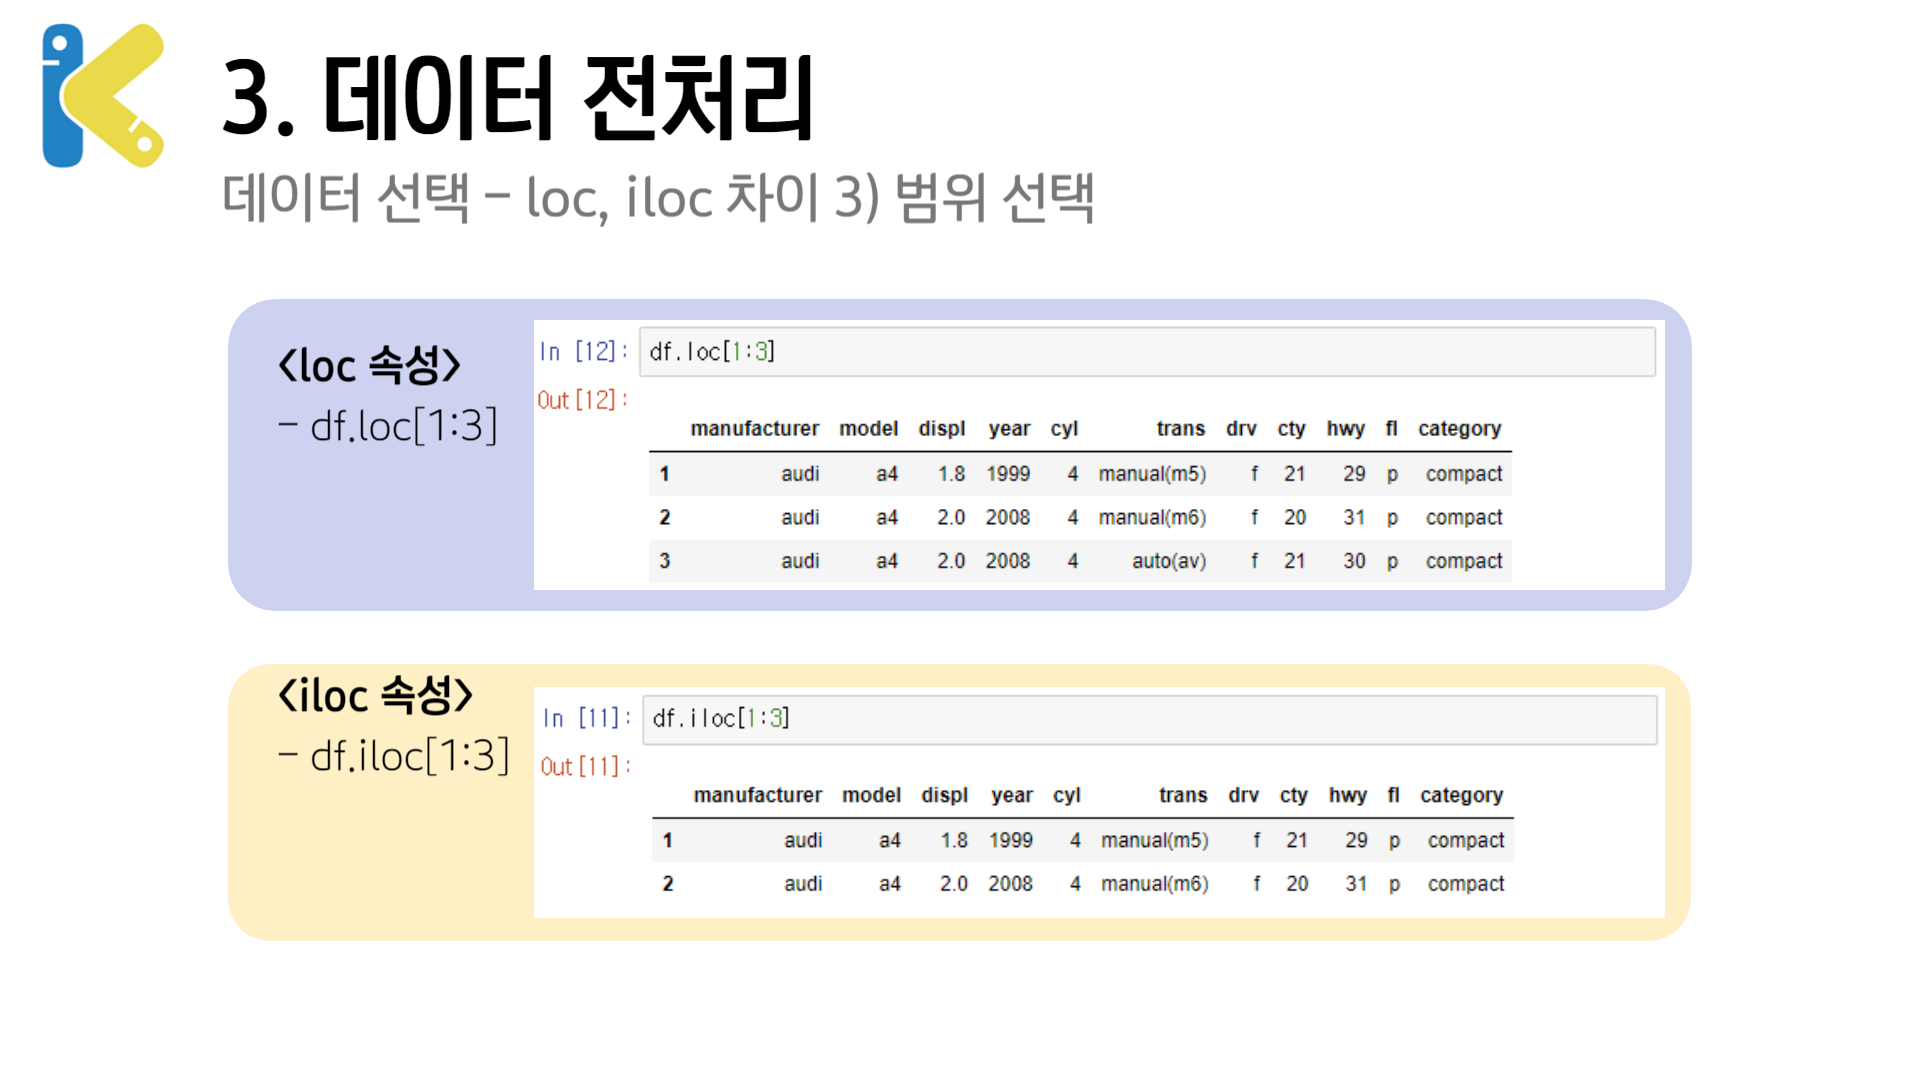 3. 데이터 전처리
데이터 선택 – loc, iloc 차이 3) 범위 선택
<loc 속성>
– df.loc[1:3]
In [12]: df.loc[1:3]
Out[12]:
manufacturer model displ year cyl trans drv cty hwy fl category
1 audi a4 1.8 1999 4 manual(m5) f 21 29 p compact
2 audi a4 2.0 2008 4 manual(m6) f 20 31 p compact
3 audi a4 2.0 2008 4 auto(av) f 21 30 p compact
<iloc 속성>
– df.iloc[1:3]
In [11]: df.iloc[1:3]
Out[11]:
manufacturer model displ year cyl trans drv cty hwy fl category
1 audi a4 1.8 1999 4 manual(m5) f 21 29 p compact
2 audi a4 2.0 2008 4 manual(m6) f 20 31 p compact